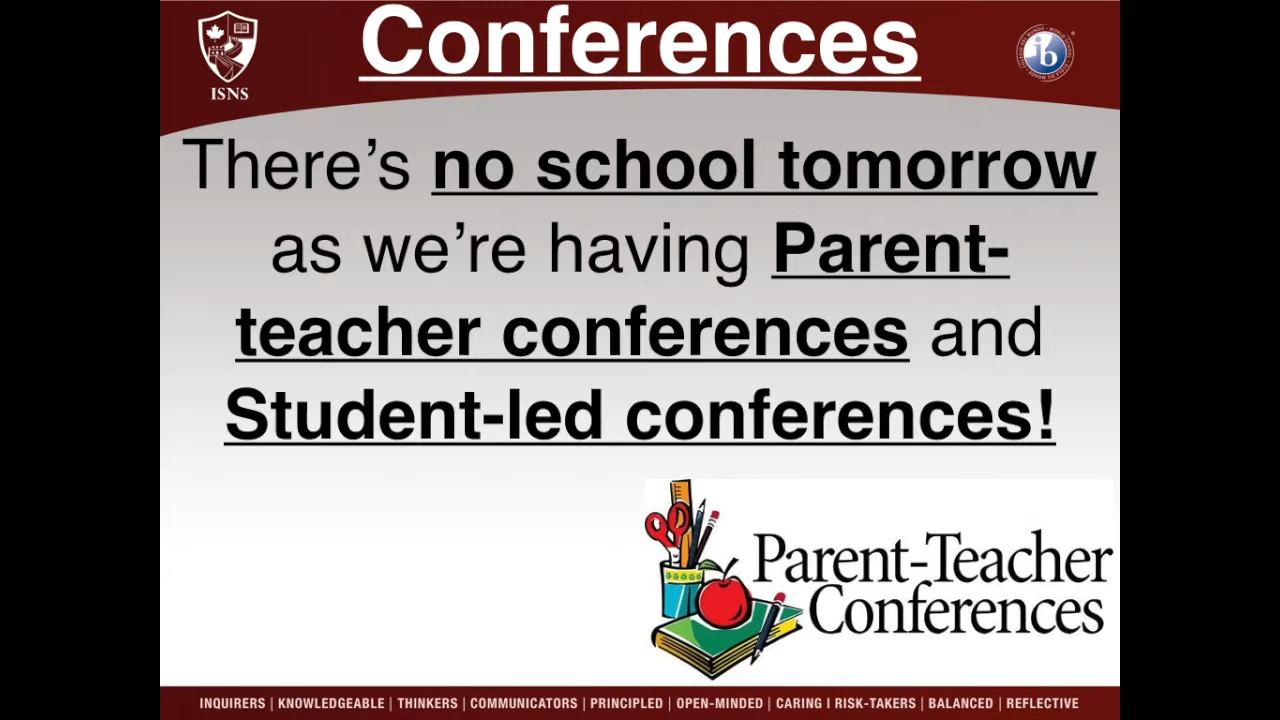 Conferences
ISNS
ib
There’s no school tomorrow
as we’re having Parent-
teacher conferences and
Student-led conferences!
Parent-Teacher
Conferences
INQUIRERS | KNOWLEDGEABLE | THINKERS | COMMUNICATORS | PRINCIPLED | OPEN-MINDED | CARING I RISK-TAKERS | BALANCED | REFLECTIVE